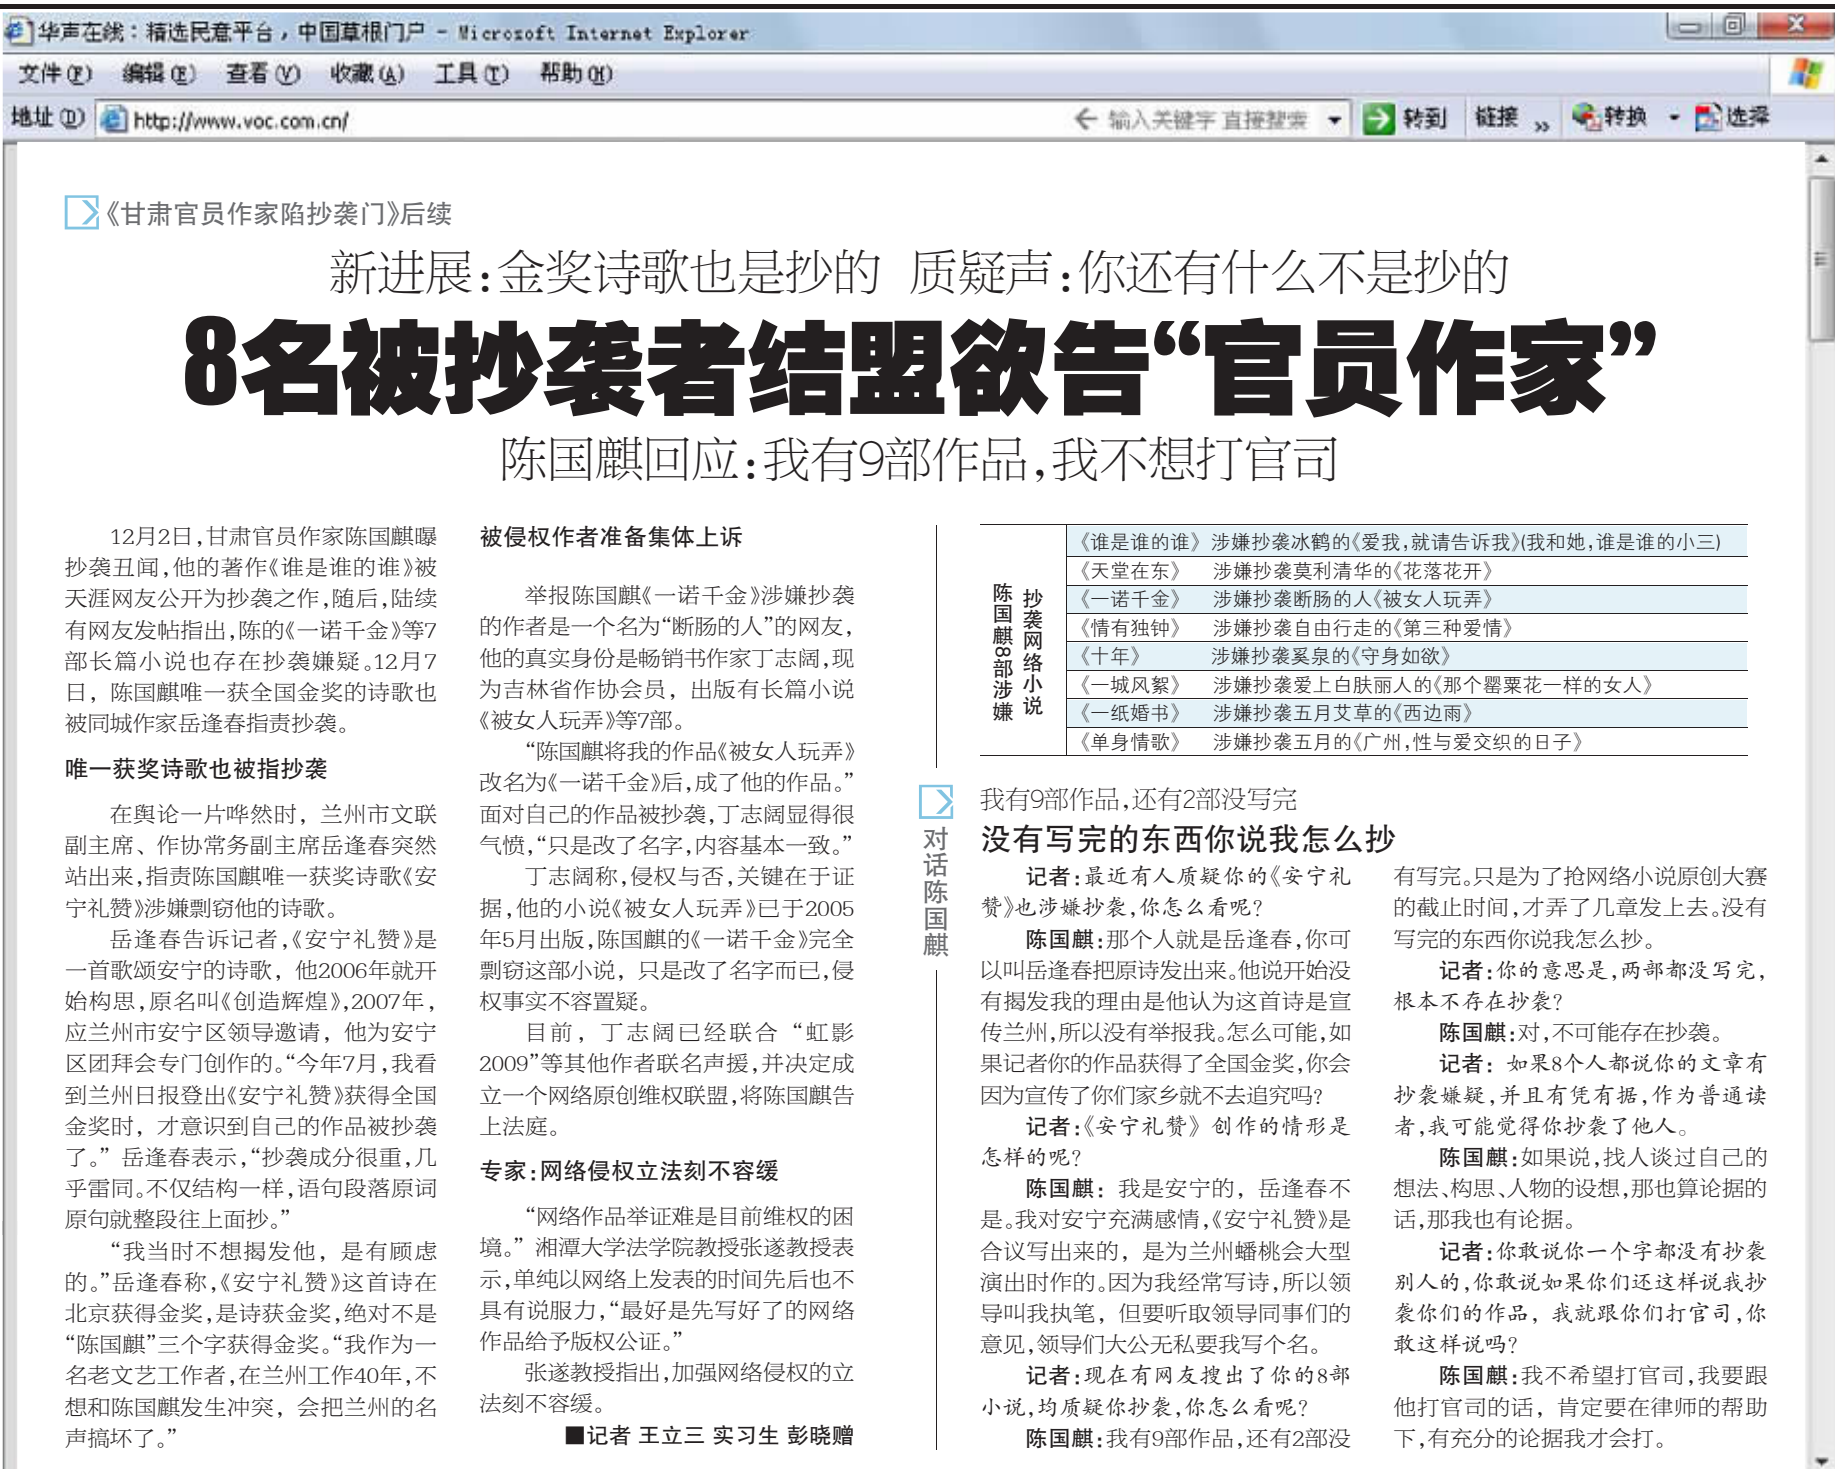 华声在线：精选民意平台，中国草根门户 - Microsoft Internet Explorer
文件(F) 编辑(E) 查看(V) 收藏(A) 工具(T) 帮助(H)
地址(D) http://www.voc.com.cn/ 输入关键字 直接搜索 转到 链接 » 转换 选择
《甘肃官员作家陷抄袭门》后续
新进展:金奖诗歌也是抄的 质疑声:你还有什么不是抄的
8名被抄袭者结盟欲告“官员作家”
陈国麒回应:我有9部作品,我不想打官司
12月2日,甘肃官员作家陈国麒曝
抄袭丑闻,他的著作《谁是谁的谁》被
天涯网友公开为抄袭之作,随后,陆续
有网友发帖指出,陈的《一诺千金》等7
部长篇小说也存在抄袭嫌疑。12月7
日，陈国麒唯一获全国金奖的诗歌也
被同城作家岳逢春指责抄袭。
唯一获奖诗歌也被指抄袭
在舆论一片哗然时，兰州市文联
副主席、作协常务副主席岳逢春突然
站出来,指责陈国麒唯一获奖诗歌《安
宁礼赞》涉嫌剽窃他的诗歌。
岳逢春告诉记者,《安宁礼赞》是
一首歌颂安宁的诗歌，他2006年就开
始构思,原名叫《创造辉煌》,2007年,
应兰州市安宁区领导邀请，他为安宁
区团拜会专门创作的。“今年7月,我看
到兰州日报登出《安宁礼赞》获得全国
金奖时，才意识到自己的作品被抄袭
了。”岳逢春表示,“抄袭成分很重,几
乎雷同。不仅结构一样,语句段落原词
原句就整段往上面抄。”
“我当时不想揭发他，是有顾虑
的。”岳逢春称,《安宁礼赞》这首诗在
北京获得金奖,是诗获金奖,绝对不是
“陈国麒”三个字获得金奖。“我作为一
名老文艺工作者,在兰州工作40年,不
想和陈国麒发生冲突，会把兰州的名
声搞坏了。”
被侵权作者准备集体上诉
举报陈国麒《一诺千金》涉嫌抄袭
的作者是一个名为“断肠的人”的网友,
他的真实身份是畅销书作家丁志阔,现
为吉林省作协会员，出版有长篇小说
《被女人玩弄》等7部。
“陈国麒将我的作品《被女人玩弄》
改名为《一诺千金》后,成了他的作品。”
面对自己的作品被抄袭,丁志阔显得很
气愤,“只是改了名字,内容基本一致。”
丁志阔称,侵权与否,关键在于证
据,他的小说《被女人玩弄》已于2005
年5月出版,陈国麒的《一诺千金》完全
剽窃这部小说，只是改了名字而已,侵
权事实不容置疑。
目前，丁志阔已经联合“虹影
2009”等其他作者联名声援,并决定成
立一个网络原创维权联盟,将陈国麒告
上法庭。
专家:网络侵权立法刻不容缓
“网络作品举证难是目前维权的困
境。”湘潭大学法学院教授张遂教授表
示,单纯以网络上发表的时间先后也不
具有说服力,“最好是先写好了的网络
作品给予版权公证。”
张遂教授指出,加强网络侵权的立
法刻不容缓。
■记者 王立三 实习生 彭晓赠
陈国麒8部涉嫌
抄袭网络小说
《谁是谁的谁》涉嫌抄袭冰鹤的《爱我,就请告诉我》(我和她,谁是谁的小三)
《天堂在东》 涉嫌抄袭莫利清华的《花落花开》
《一诺千金》 涉嫌抄袭断肠的人《被女人玩弄》
《情有独钟》 涉嫌抄袭自由行走的《第三种爱情》
《十年》 涉嫌抄袭奚泉的《守身如欲》
《一城风絮》 涉嫌抄袭爱上白肤丽人的《那个罂粟花一样的女人》
《一纸婚书》 涉嫌抄袭五月艾草的《西边雨》
《单身情歌》 涉嫌抄袭五月的《广州,性与爱交织的日子》
对话陈国麒
我有9部作品,还有2部没写完
没有写完的东西你说我怎么抄
记者:最近有人质疑你的《安宁礼
赞》也涉嫌抄袭,你怎么看呢?
陈国麒:那个人就是岳逢春,你可
以叫岳逢春把原诗发出来。他说开始没
有揭发我的理由是他认为这首诗是宣
传兰州,所以没有举报我。怎么可能,如
果记者你的作品获得了全国金奖,你会
因为宣传了你们家乡就不去追究吗?
记者:《安宁礼赞》创作的情形是
怎样的呢?
陈国麒：我是安宁的，岳逢春不
是。我对安宁充满感情,《安宁礼赞》是
合议写出来的，是为兰州蟠桃会大型
演出时作的。因为我经常写诗,所以领
导叫我执笔，但要听取领导同事们的
意见,领导们大公无私要我写个名。
记者:现在有网友搜出了你的8部
小说,均质疑你抄袭,你怎么看呢?
陈国麒:我有9部作品,还有2部没
有写完。只是为了抢网络小说原创大赛
的截止时间,才弄了几章发上去。没有
写完的东西你说我怎么抄。
记者:你的意思是,两部都没写完,
根本不存在抄袭?
陈国麒:对,不可能存在抄袭。
记者：如果8个人都说你的文章有
抄袭嫌疑,并且有凭有据,作为普通读
者,我可能觉得你抄袭了他人。
陈国麒:如果说,找人谈过自己的
想法、构思、人物的设想,那也算论据的
话,那我也有论据。
记者:你敢说你一个字都没有抄袭
别人的,你敢说如果你们还这样说我抄
袭你们的作品，我就跟你们打官司,你
敢这样说吗?
陈国麒:我不希望打官司,我要跟
他打官司的话，肯定要在律师的帮助
下,有充分的论据我才会打。